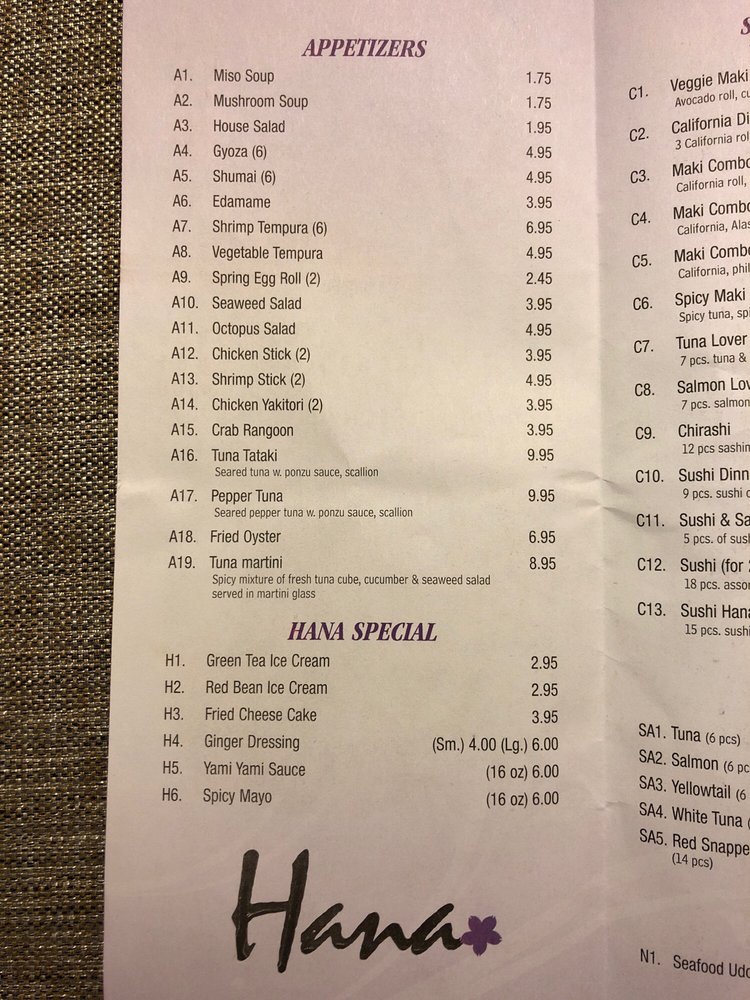 APPETIZERS
A1. Miso Soup 1.75
A2. Mushroom Soup 1.75
A3. House Salad 1.95
A4. Gyoza (6) 4.95
A5. Shumai (6) 4.95
A6. Edamame 3.95
A7. Shrimp Tempura (6) 6.95
A8. Vegetable Tempura 4.95
A9. Spring Egg Roll (2) 2.45
A10. Seaweed Salad 3.95
A11. Octopus Salad 4.95
A12. Chicken Stick (2) 3.95
A13. Shrimp Stick (2) 4.95
A14. Chicken Yakitori (2) 3.95
A15. Crab Rangoon 3.95
A16. Tuna Tataki 9.95
Seared tuna w. ponzu sauce, scallion
A17. Pepper Tuna 9.95
Seared pepper tuna w. ponzu sauce, scallion
A18. Fried Oyster 6.95
A19. Tuna martini 8.95
Spicy mixture of fresh tuna cube, cucumber & seaweed salad
served in martini glass
HANA SPECIAL
H1. Green Tea Ice Cream 2.95
H2. Red Bean Ice Cream 2.95
H3. Fried Cheese Cake 3.95
H4. Ginger Dressing (Sm.) 4.00 (Lg.) 6.00
H5. Yami Yami Sauce (16 oz) 6.00
H6. Spicy Mayo (16 oz) 6.00
Hana
C1. Veggie Maki
Avocado roll,
C2. California
3 California
C3. Maki
California roll,
C4. Maki
California,
C5. Maki
California,
C6. Spicy Maki
Spicy tuna,
C7. Tuna Lover
7 pcs. tuna &
C8. Salmon
7 pcs. salmon
C9. Chirashi
12 pcs
C10. Sushi
9 pcs. sushi
C11. Sushi &
5 pcs. of
C12. Sushi (for
18 pcs.
C13. Sushi
15 pcs.
SA1. Tuna (6 pcs)
SA2. Salmon (6
SA3. Yellowtail (6
SA4. White Tuna
SA5. Red
(14 pcs)
N1. Seafood